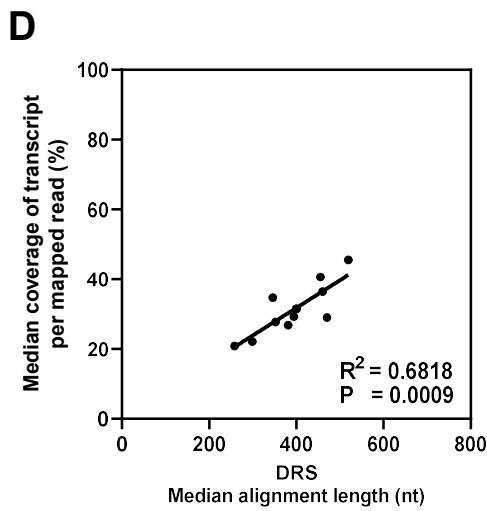 D
Median coverage of transcript
per mapped read (%)
100
80
60
40
20
0
0 200 400 600 800
R² = 0.6818
P = 0.0009
DRS
Median alignment length (nt)